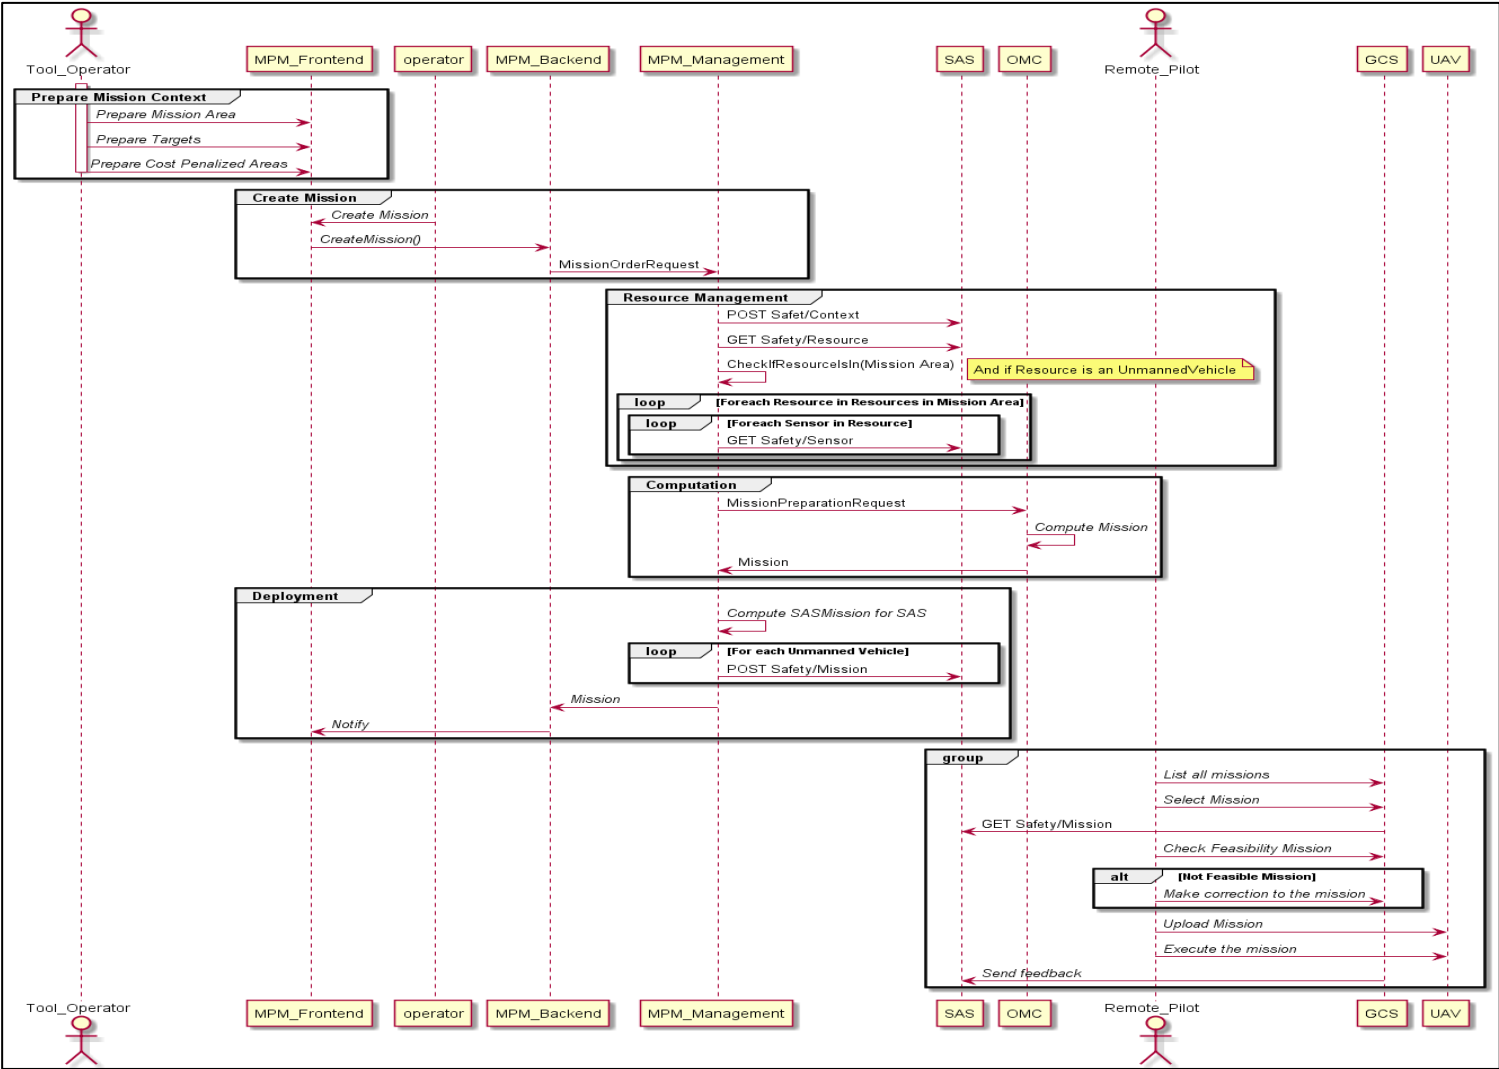 Tool_Operator
MPM_Frontend
operator
MPM_Backend
MPM_Management
SAS
OMC
Remote_Pilot
GCS
UAV
Prepare Mission Context
Prepare Mission Area
Prepare Targets
Prepare Cost Penalized Areas
Create Mission
Create Mission
CreateMission()
MissionOrderRequest
Resource Management
POST Safet/Context
GET Safety/Resource
CheckIfResourceIsIn(Mission Area)
And if Resource is an UnmannedVehicle
loop [Foreach Resource in Resources in Mission Area]
loop [Foreach Sensor in Resource]
GET Safety/Sensor
Computation
MissionPreparationRequest
Compute Mission
Mission
Deployment
Compute SASMission for SAS
loop [For each Unmanned Vehicle]
POST Safety/Mission
Mission
Notify
group
List all missions
Select Mission
GET Safety/Mission
Check Feasibility Mission
alt [Not Feasible Mission]
Make correction to the mission
Upload Mission
Execute the mission
Send feedback
Tool_Operator
MPM_Frontend
operator
MPM_Backend
MPM_Management
SAS
OMC
Remote_Pilot
GCS
UAV